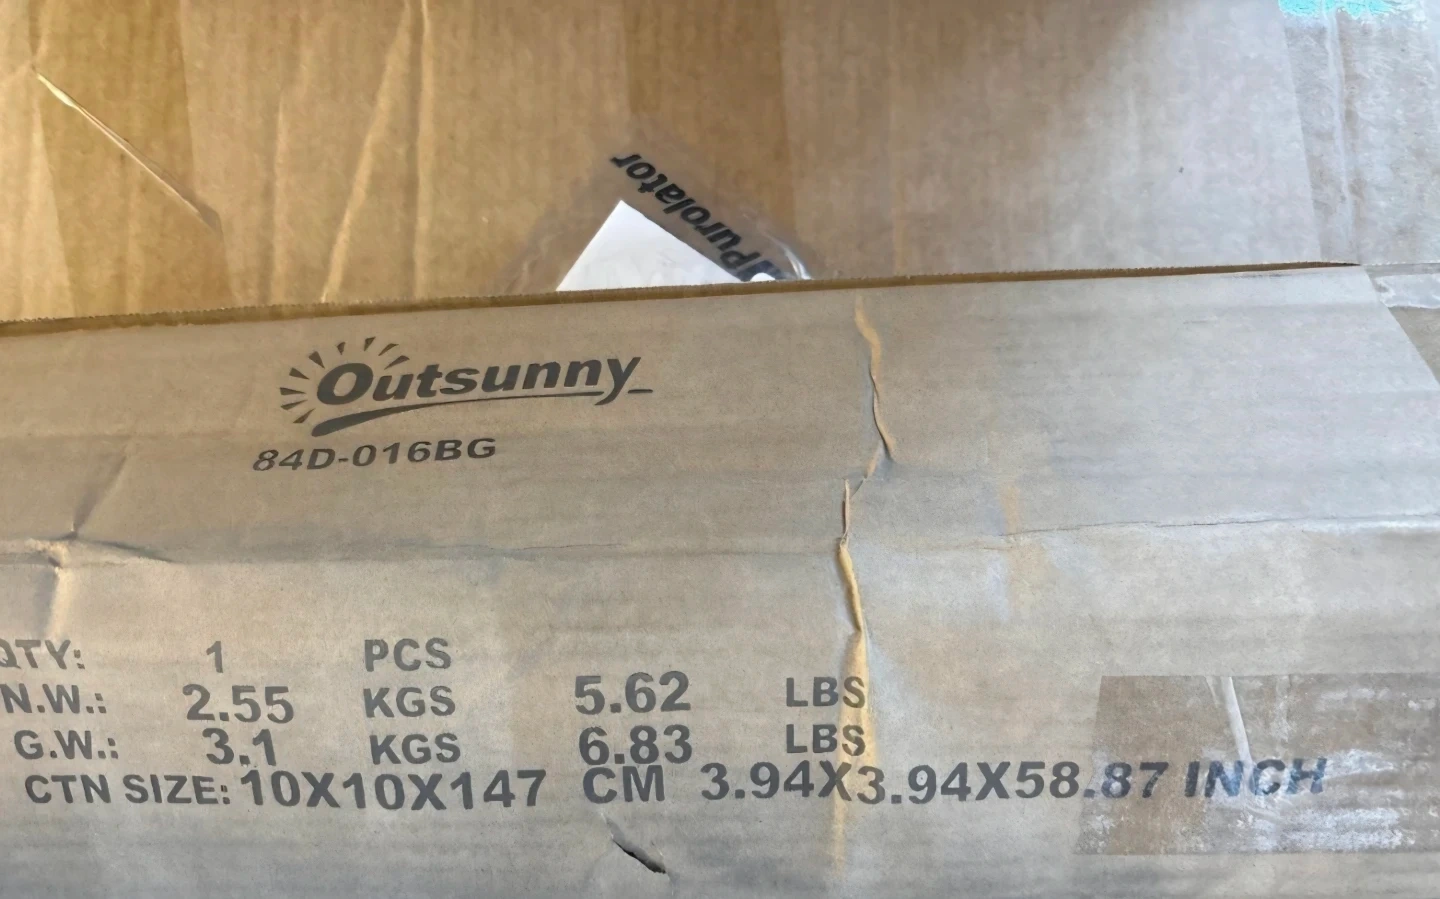 Purolator
Outsunny
84D-016BG
QTY: 1 PCS
N.W.: 2.55 KGS 5.62 LBS
G.W.: 3.1 KGS 6.83 LBS
CTN SIZE: 10X10X147 CM 3.94X3.94X58.87 INCH